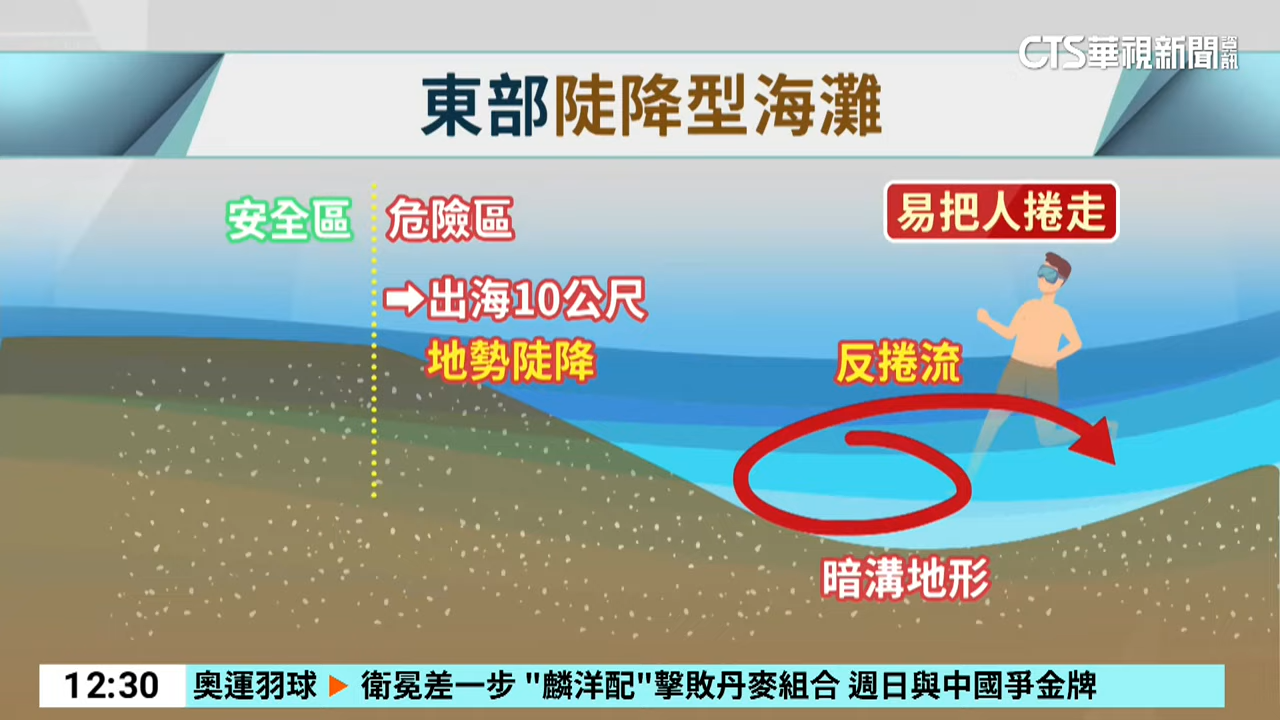 CTS華視新聞資訊
東部陡降型海灘
安全區
危險區
易把人捲走
➡出海10公尺
地勢陡降
反捲流
暗溝地形
12:30 奧運羽球▶衛冕差一步 "麟洋配"擊敗丹麥組合 週日與中國爭金牌